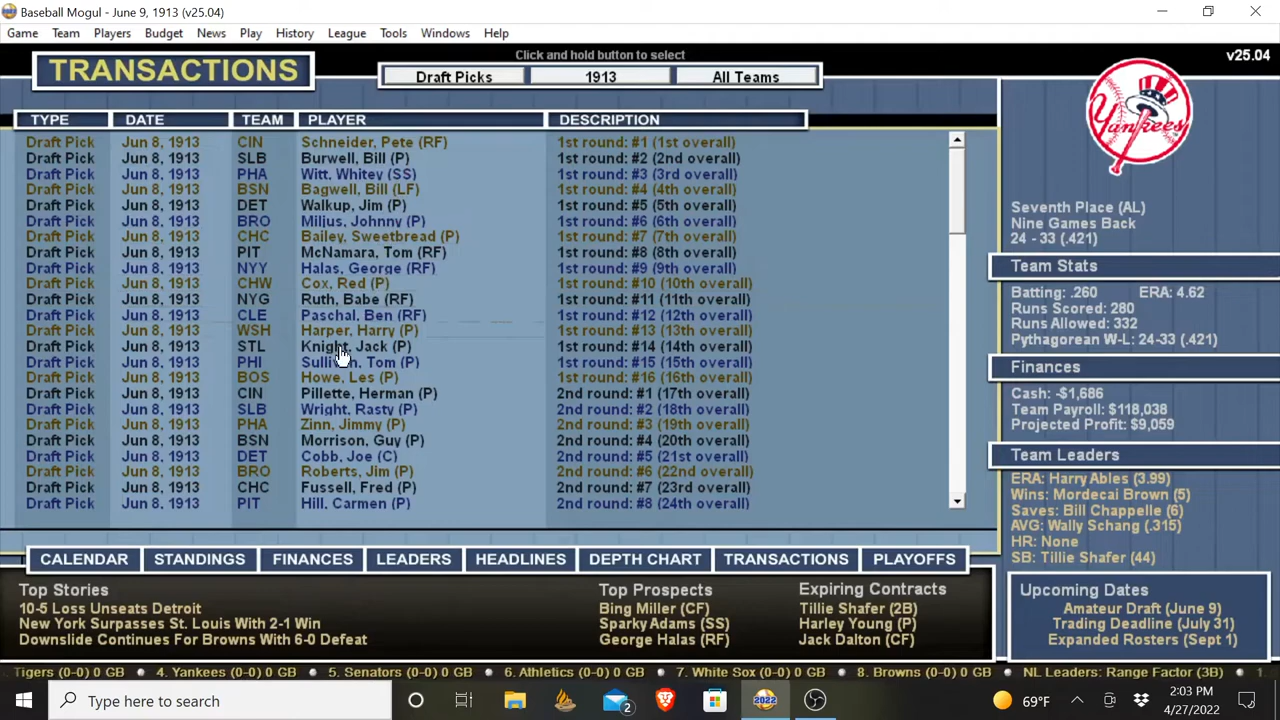 Baseball Mogul - June 9, 1913 (v25.04)
Game Team Players Budget News Play History League Tools Windows Help
Click and hold button to select
v25.04
TRANSACTIONS
Draft Picks 1913 All Teams
Yankees
TYPE DATE TEAM PLAYER DESCRIPTION
Draft Pick Jun 8, 1913 CIN Schneider, Pete (RF) 1st round: #1 (1st overall)
Draft Pick Jun 8, 1913 SLB Burwell, Bill (P) 1st round: #2 (2nd overall)
Draft Pick Jun 8, 1913 PHA Witt, Whitey (SS) 1st round: #3 (3rd overall)
Draft Pick Jun 8, 1913 BSN Bagwell, Bill (LF) 1st round: #4 (4th overall)
Draft Pick Jun 8, 1913 DET Walkup, Jim (P) 1st round: #5 (5th overall)
Draft Pick Jun 8, 1913 BRO Miljus, Johnny (P) 1st round: #6 (6th overall)
Draft Pick Jun 8, 1913 CHC Bailey, Sweetbread (P) 1st round: #7 (7th overall)
Draft Pick Jun 8, 1913 PIT McNamara, Tom (RF) 1st round: #8 (8th overall)
Draft Pick Jun 8, 1913 NYY Halas, George (RF) 1st round: #9 (9th overall)
Draft Pick Jun 8, 1913 CHW Cox, Red (P) 1st round: #10 (10th overall)
Draft Pick Jun 8, 1913 NYG Ruth, Babe (RF) 1st round: #11 (11th overall)
Draft Pick Jun 8, 1913 CLE Paschal, Ben (RF) 1st round: #12 (12th overall)
Draft Pick Jun 8, 1913 WSH Harper, Harry (P) 1st round: #13 (13th overall)
Draft Pick Jun 8, 1913 STL Knight, Jack (P) 1st round: #14 (14th overall)
Draft Pick Jun 8, 1913 PHI Sullivan, Tom (P) 1st round: #15 (15th overall)
Draft Pick Jun 8, 1913 BOS Howe, Les (P) 1st round: #16 (16th overall)
Draft Pick Jun 8, 1913 CIN Pillette, Herman (P) 2nd round: #1 (17th overall)
Draft Pick Jun 8, 1913 SLB Wright, Rasty (P) 2nd round: #2 (18th overall)
Draft Pick Jun 8, 1913 PHA Zinn, Jimmy (P) 2nd round: #3 (19th overall)
Draft Pick Jun 8, 1913 BSN Morrison, Guy (P) 2nd round: #4 (20th overall)
Draft Pick Jun 8, 1913 DET Cobb, Joe (C) 2nd round: #5 (21st overall)
Draft Pick Jun 8, 1913 BRO Roberts, Jim (P) 2nd round: #6 (22nd overall)
Draft Pick Jun 8, 1913 CHC Fussell, Fred (P) 2nd round: #7 (23rd overall)
Draft Pick Jun 8, 1913 PIT Hill, Carmen (P) 2nd round: #8 (24th overall)
Seventh Place (AL)
Nine Games Back
24 - 33 (.421)
Team Stats
Batting: .260 ERA: 4.62
Runs Scored: 280
Runs Allowed: 332
Pythagorean W-L: 24-33 (.421)
Finances
Cash: -$1,686
Team Payroll: $118,038
Projected Profit: $9,059
Team Leaders
ERA: Harry Ables (3.99)
Wins: Mordecai Brown (5)
Saves: Bill Chappelle (6)
AVG: Wally Schang (.315)
HR: None
SB: Tillie Shafer (44)
CALENDAR STANDINGS FINANCES LEADERS HEADLINES DEPTH CHART TRANSACTIONS PLAYOFFS
Top Stories
10-5 Loss Unseats Detroit
New York Surpasses St. Louis With 2-1 Win
Downslide Continues For Browns With 6-0 Defeat
Top Prospects
Bing Miller (CF)
Sparky Adams (SS)
George Halas (RF)
Expiring Contracts
Tillie Shafer (2B)
Harley Young (P)
Jack Dalton (CF)
Upcoming Dates
Amateur Draft (June 9)
Trading Deadline (July 31)
Expanded Rosters (Sept 1)
. Tigers (0-0) 0 GB • 4. Yankees (0-0) 0 GB • 5. Senators (0-0) 0 GB • 6. Athletics (0-0) 0 GB • 7. White Sox (0-0) 0 GB • 8. Browns (0-0) 0 GB • NL Leaders: Range Factor (3B) • 1.
Type here to search
2
2022
69°F
2:03 PM
4/27/2022